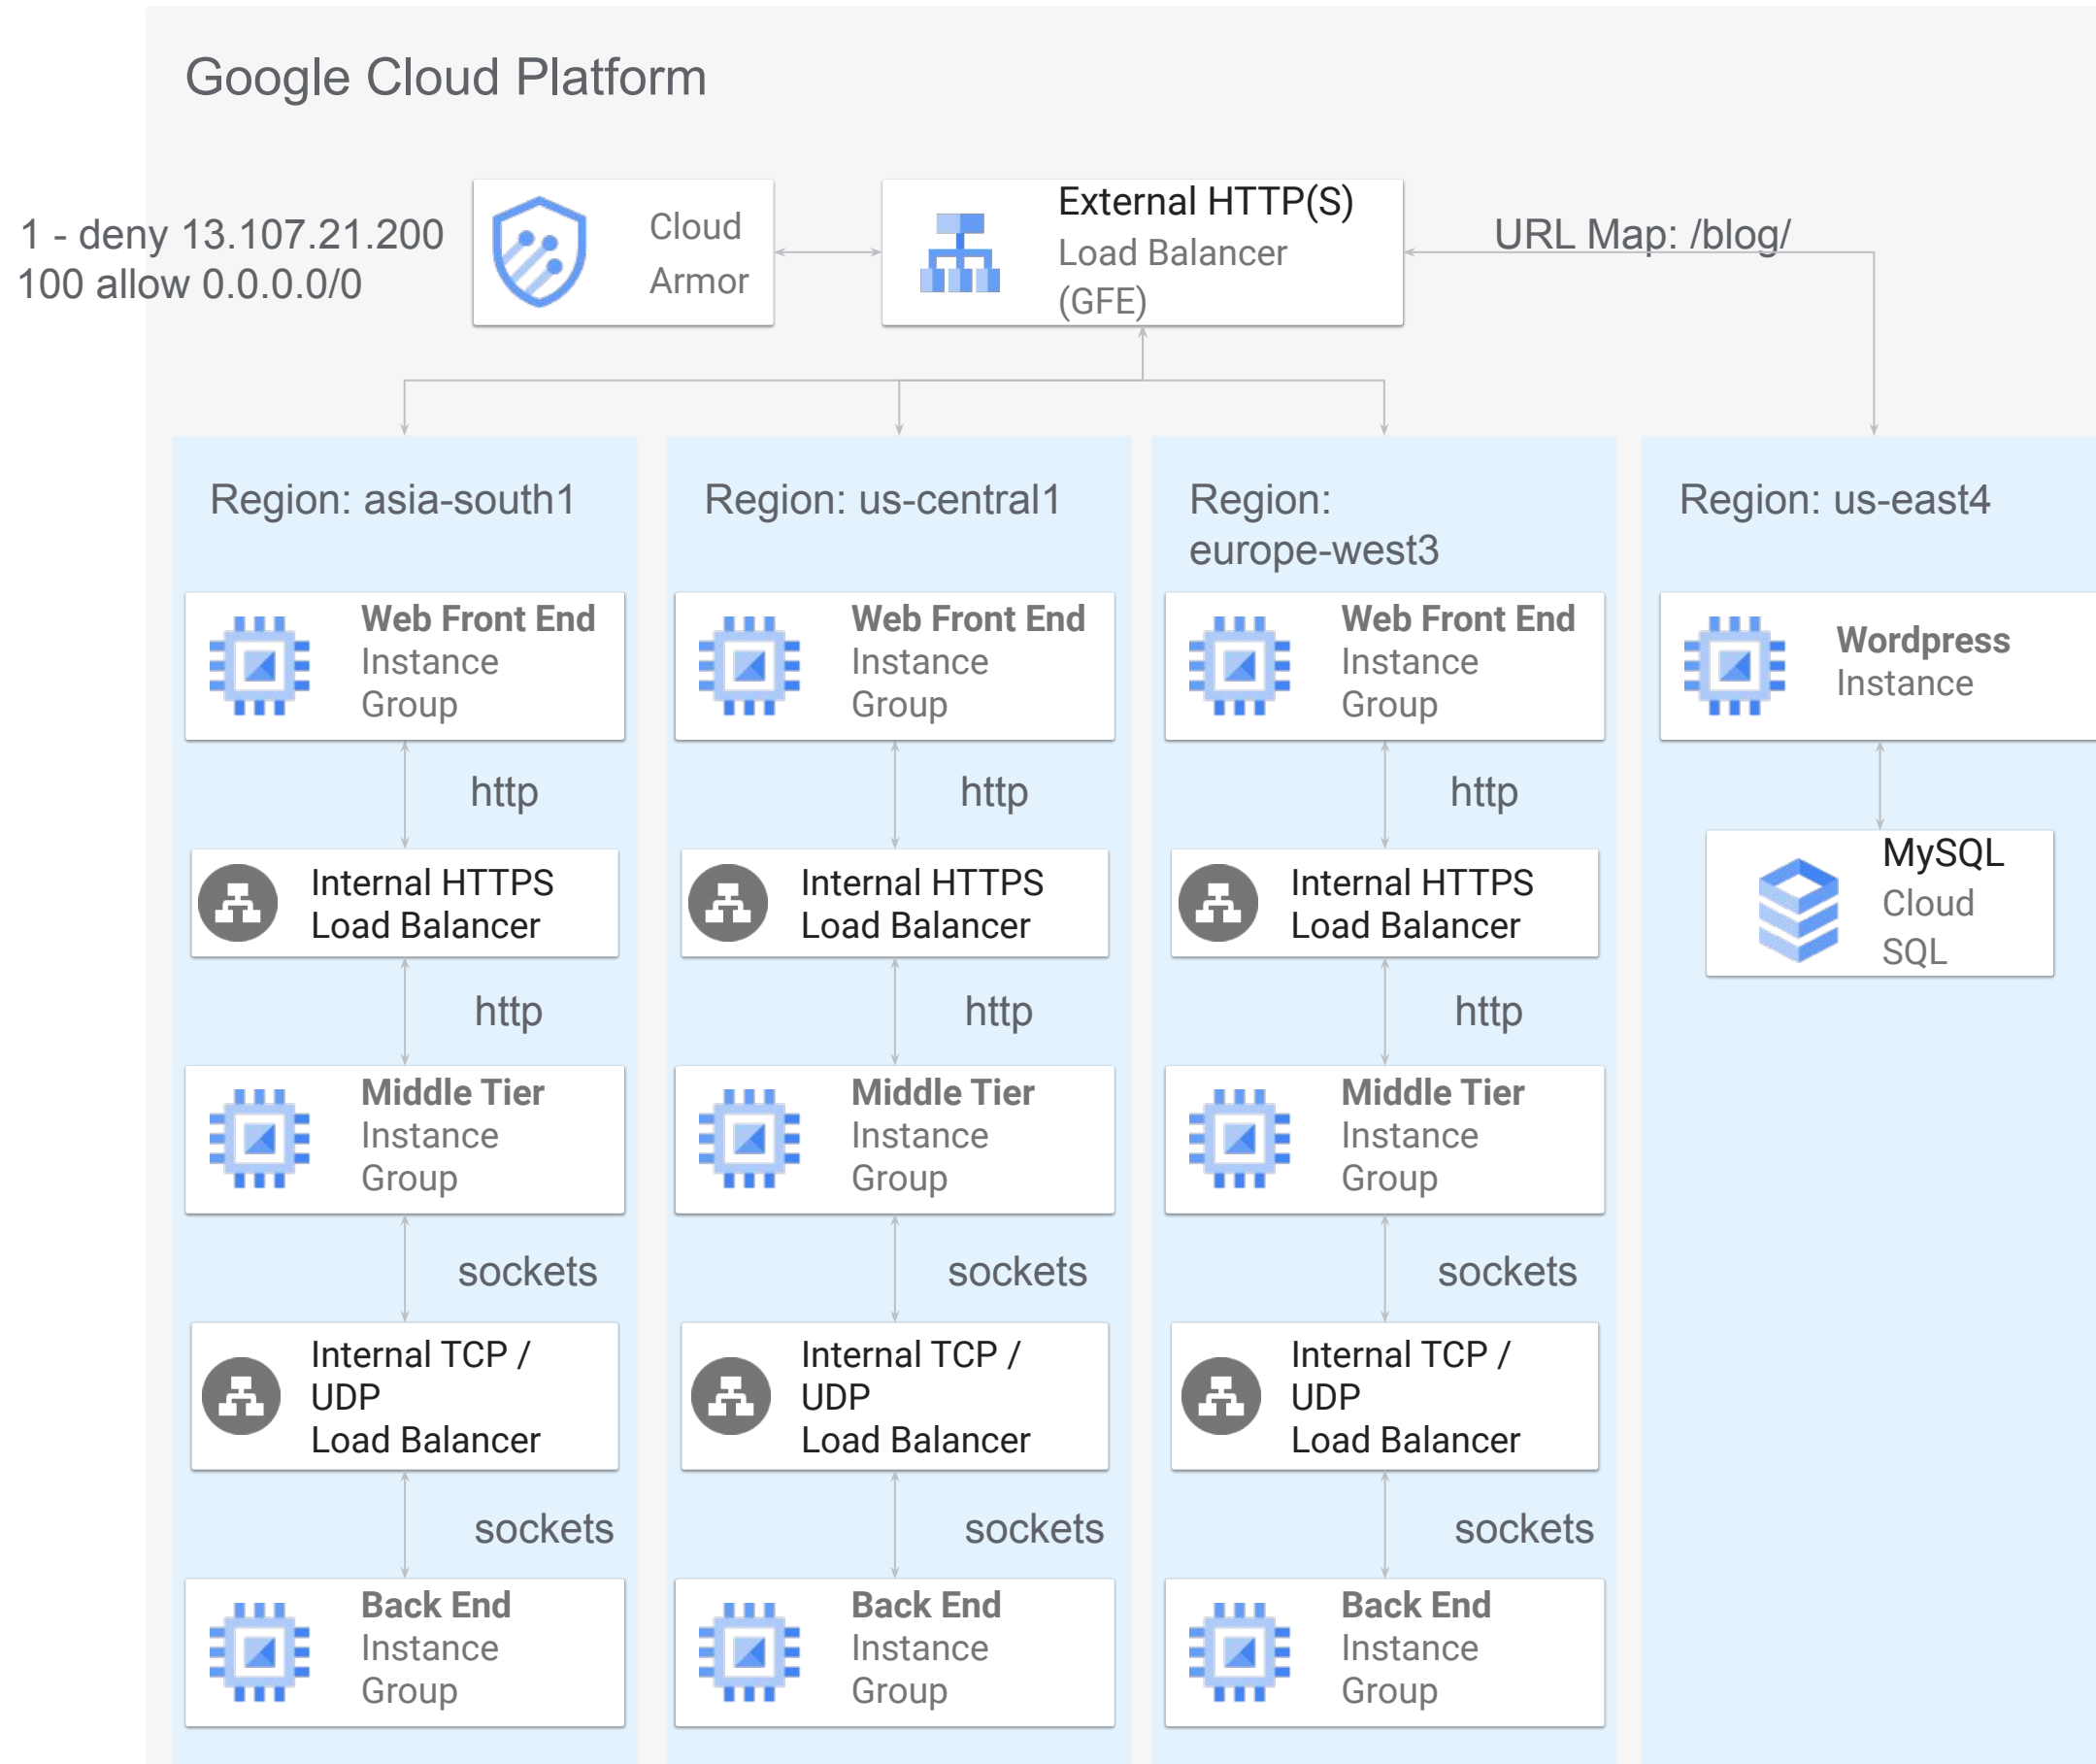 Google Cloud Platform
1 - deny 13.107.21.200
100 allow 0.0.0.0/0
Cloud
Armor
External HTTP(S)
Load Balancer
(GFE)
URL Map: /blog/
Region: asia-south1
Web Front End
Instance
Group
http
Internal HTTPS
Load Balancer
http
Middle Tier
Instance
Group
sockets
Internal TCP /
UDP
Load Balancer
sockets
Back End
Instance
Group
Region: us-central1
Web Front End
Instance
Group
http
Internal HTTPS
Load Balancer
http
Middle Tier
Instance
Group
sockets
Internal TCP /
UDP
Load Balancer
sockets
Back End
Instance
Group
Region:
europe-west3
Web Front End
Instance
Group
http
Internal HTTPS
Load Balancer
http
Middle Tier
Instance
Group
sockets
Internal TCP /
UDP
Load Balancer
sockets
Back End
Instance
Group
Region: us-east4
Wordpress
Instance
MySQL
Cloud
SQL